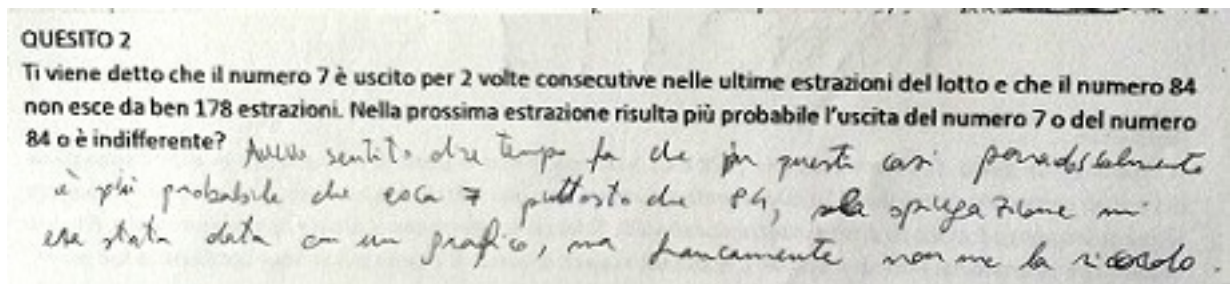 QUESITO 2
Ti viene detto che il numero 7 è uscito per 2 volte consecutive nelle ultime estrazioni del lotto e che il numero 84
non esce da ben 178 estrazioni. Nella prossima estrazione risulta più probabile l'uscita del numero 7 o del numero
84 o è indifferente? Avevo sentito dire tempo fa che in questi casi paradossalmente
è più probabile che esca 7 piuttosto che 84, la spiegazione mi
era stata data con un grafico, ma francamente non me la ricordo.